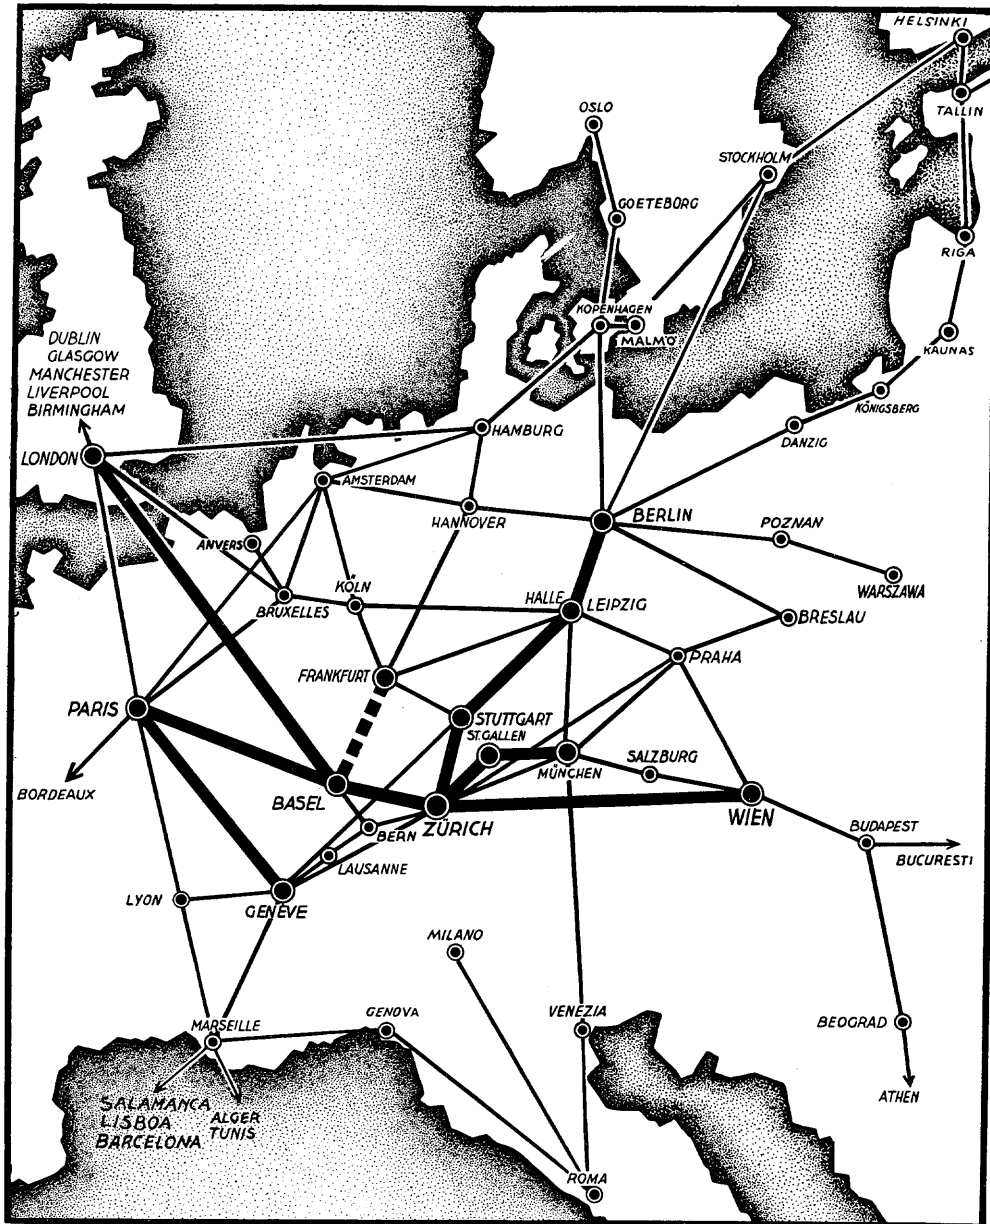 HELSINKI
OSLO
TALLIN
STOCKHOLM
GOETEBÖRG
RIGA
KOPENHAGEN
MALMÖ
DUBLIN
GLASGOW
MANCHESTER
LIVERPOOL
BIRMINGHAM
KAUNAS
KÖNIGSBERG
HAMBURG
DANZIG
LONDON
AMSTERDAM
HANNOVER
BERLIN
POZNAN
ANVERS
WARSZAWA
KÖLN
HALLE
LEIPZIG
BRUXELLES
BRESLAU
PRAHA
FRANKFURT
PARIS
STUTTGART
ST.GALLEN
SALZBURG
MÜNCHEN
BORDEAUX
BASEL
ZÜRICH
WIEN
BERN
BUDAPEST
BUCURESTI
LAUSANNE
LYON
GENÈVE
MILANO
GENOVA
VENEZIA
MARSEILLE
BEOGRAD
ATHEN
SALAMANCA
LISBOA
BARCELONA
ALGER
TUNIS
ROMA